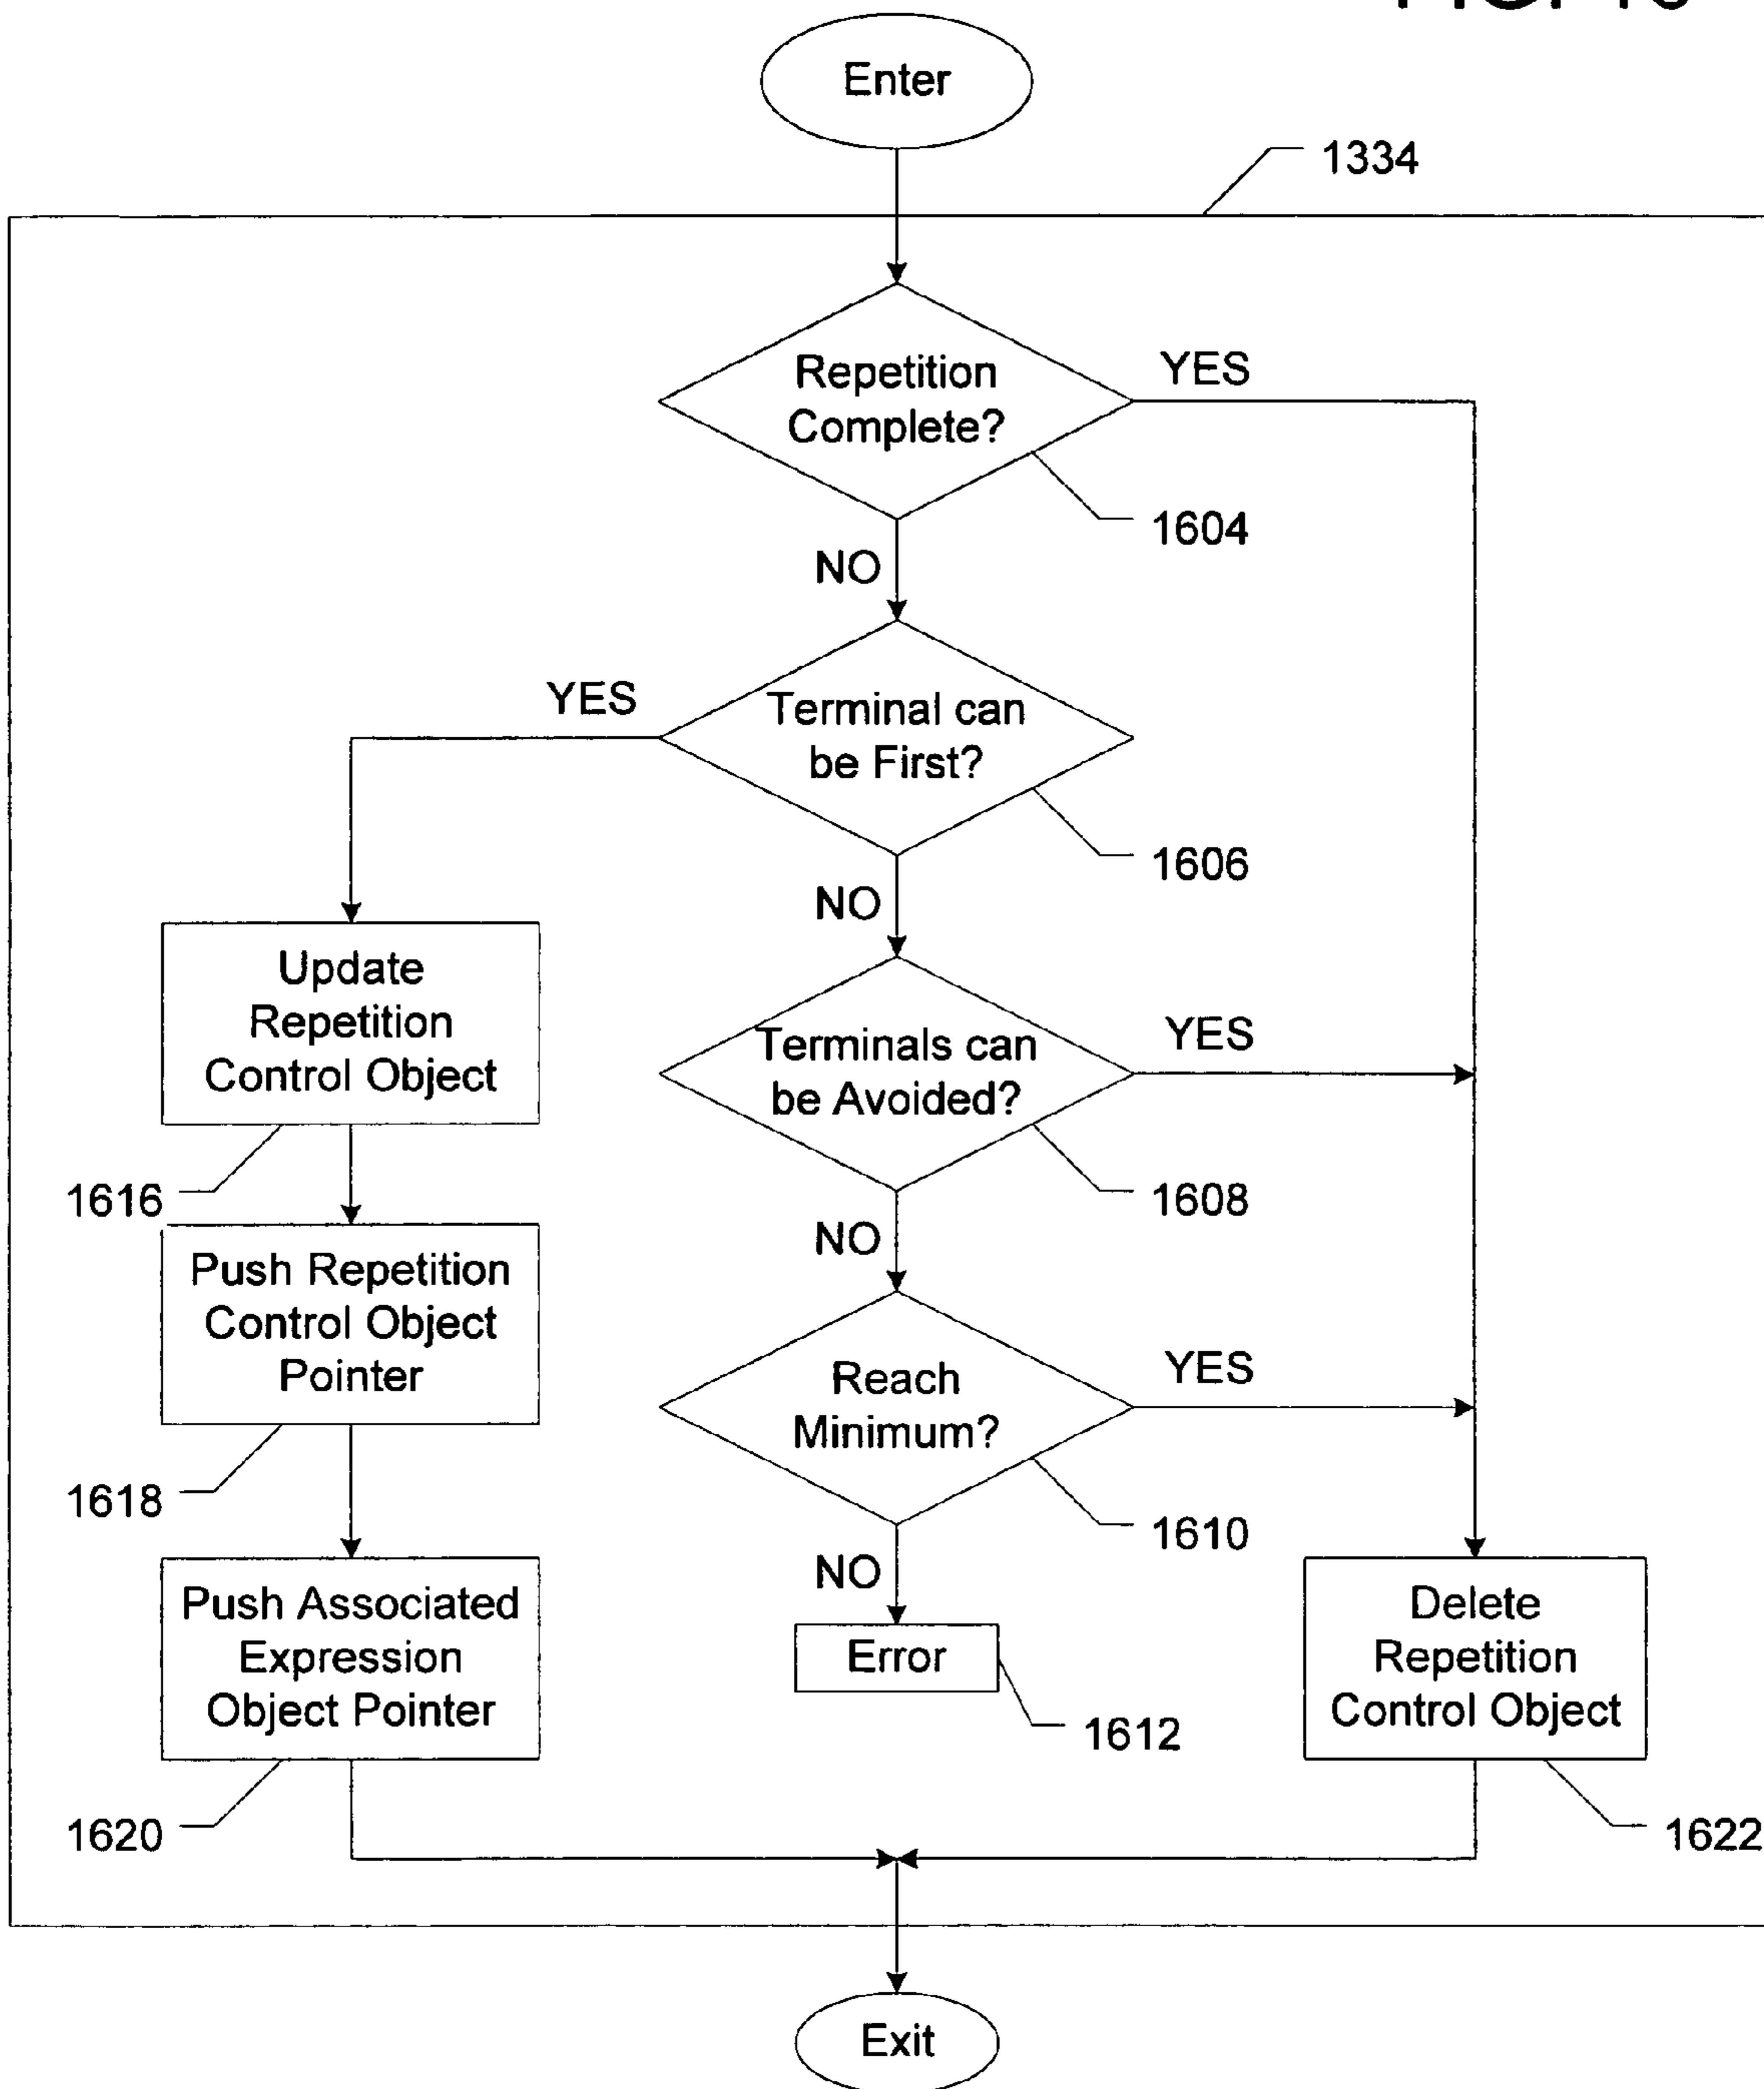 Enter
1334
Repetition
Complete?
YES
1604
NO
Terminal can
be First?
YES
1606
NO
Update
Repetition
Control Object
Terminals can
be Avoided?
YES
1616
1608
NO
Push Repetition
Control Object
Pointer
Reach
Minimum?
YES
1618
1610
NO
Push Associated
Expression
Object Pointer
Error
Delete
Repetition
Control Object
1612
1620
1622
Exit